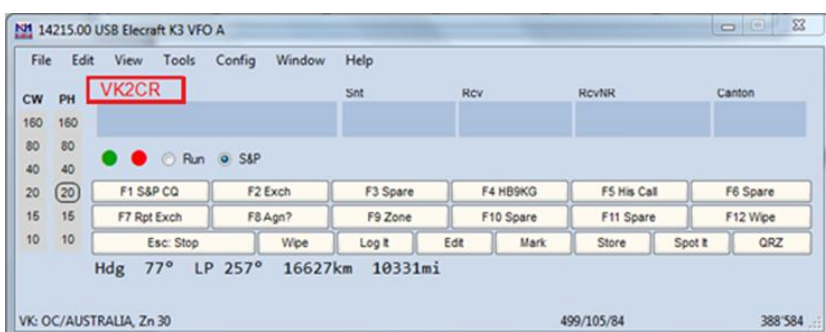 N1 14215.00 USB Elecraft K3 VFO A
File Edit View Tools Config Window Help
VK2CR Snt Rcv RcvNR Canton
CW PH
160 160
80 80
40 40
Run S&P
20 20 F1 S&P CQ F2 Exch F3 Spare F4 HB9KG F5 His Call F6 Spare
15 15 F7 Rpt Exch F8 Agn? F9 Zone F10 Spare F11 Spare F12 Wipe
10 10 Esc: Stop Wipe Log It Edit Mark Store Spot It QRZ
Hdg 77° LP 257° 16627km 10331mi
VK: OC/AUSTRALIA, Zn 30 499/105/84 388'584